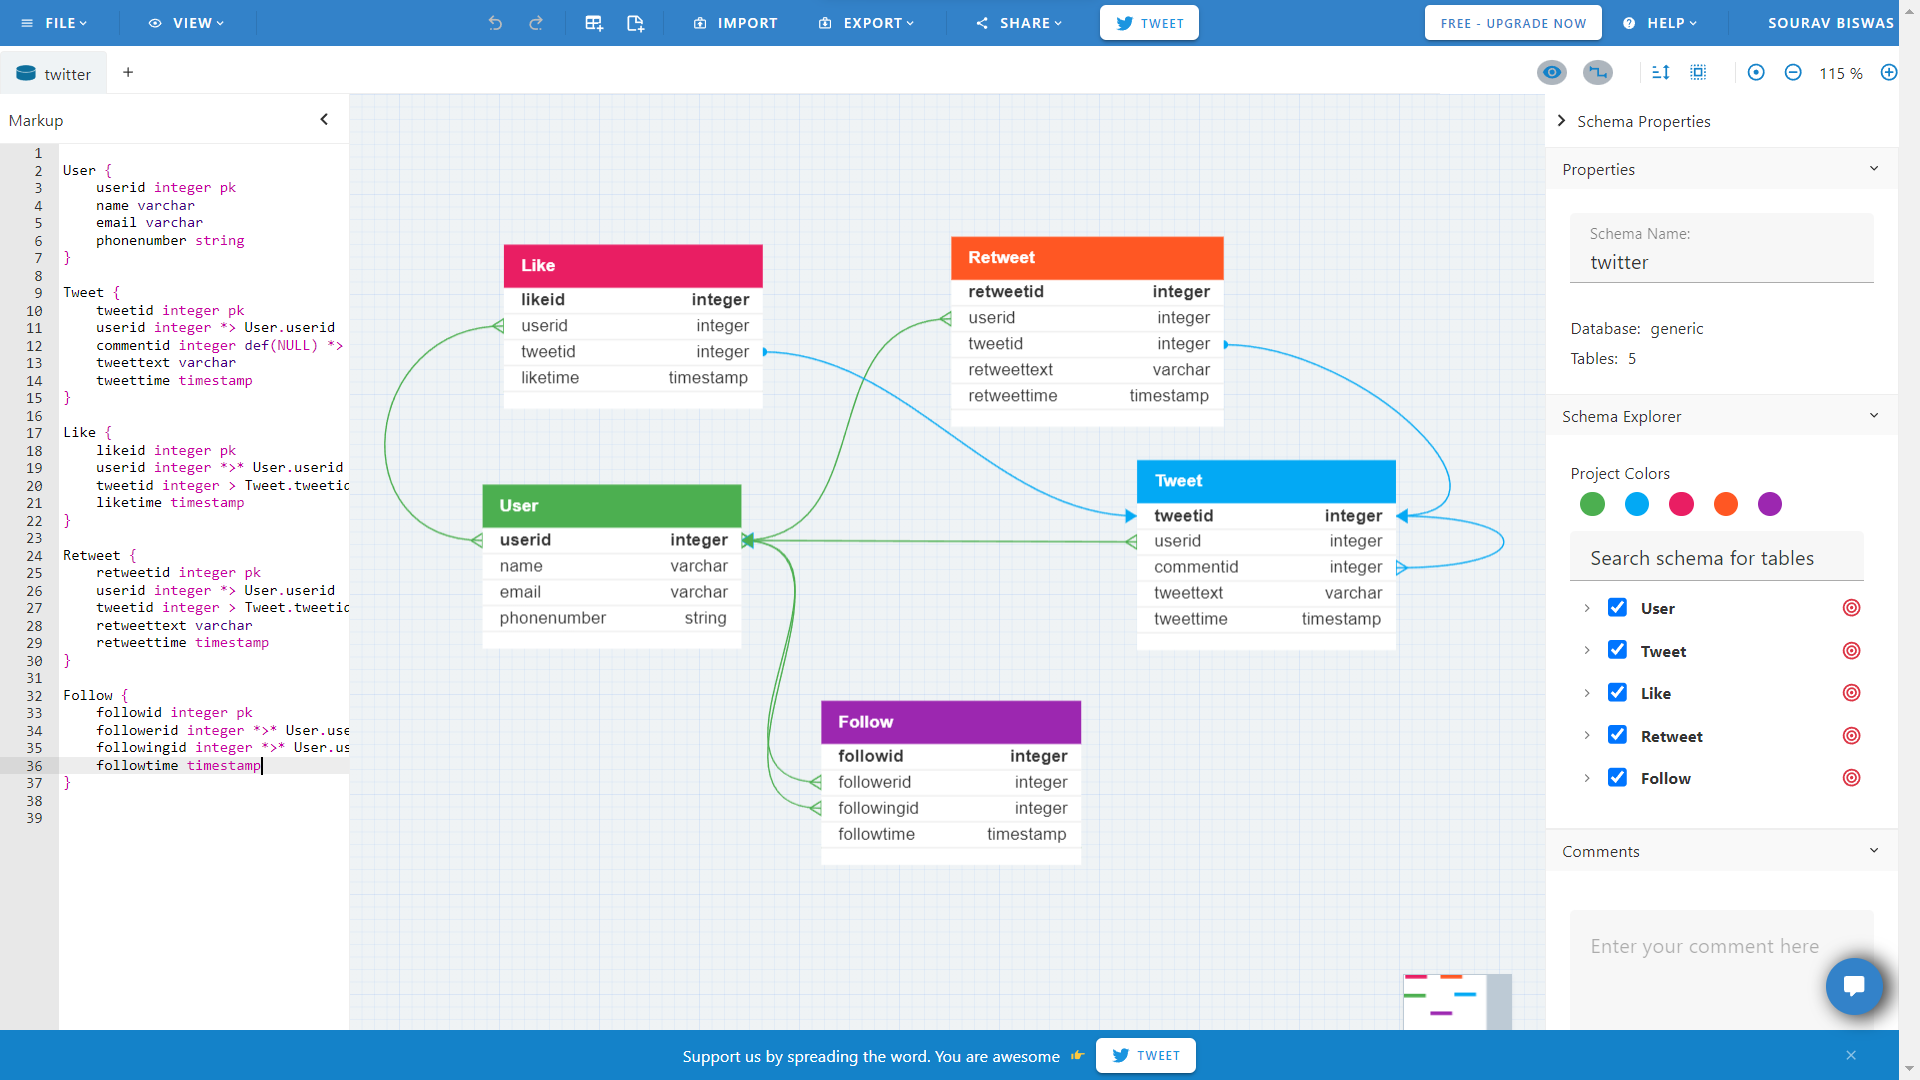 FILE
VIEW
IMPORT
EXPORT
SHARE
TWEET
FREE - UPGRADE NOW
HELP
SOURAV BISWAS
twitter
+
115 %
Markup
1
2 User {
3 userid integer pk
4 name varchar
5 email varchar
6 phonenumber string
7 }
8
9 Tweet {
10 tweetid integer pk
11 userid integer *> User.userid
12 commentid integer def(NULL) *>
13 tweettext varchar
14 tweettime timestamp
15 }
16
17 Like {
18 likeid integer pk
19 userid integer *>* User.userid
20 tweetid integer > Tweet.tweetid
21 liketime timestamp
22 }
23
24 Retweet {
25 retweetid integer pk
26 userid integer *> User.userid
27 tweetid integer > Tweet.tweetid
28 retweettext varchar
29 retweettime timestamp
30 }
31
32 Follow {
33 followid integer pk
34 followerid integer *>* User.use
35 followingid integer *>* User.us
36 followtime timestamp
37 }
38
39
Like
likeid integer
userid integer
tweetid integer
liketime timestamp
Retweet
retweetid integer
userid integer
tweetid integer
retweettext varchar
retweettime timestamp
User
userid integer
name varchar
email varchar
phonenumber string
Tweet
tweetid integer
userid integer
commentid integer
tweettext varchar
tweettime timestamp
Follow
followid integer
followerid integer
followingid integer
followtime timestamp
Schema Properties
Properties
Schema Name:
twitter
Database: generic
Tables: 5
Schema Explorer
Project Colors
Search schema for tables
User
Tweet
Like
Retweet
Follow
Comments
Enter your comment here
Support us by spreading the word. You are awesome
TWEET